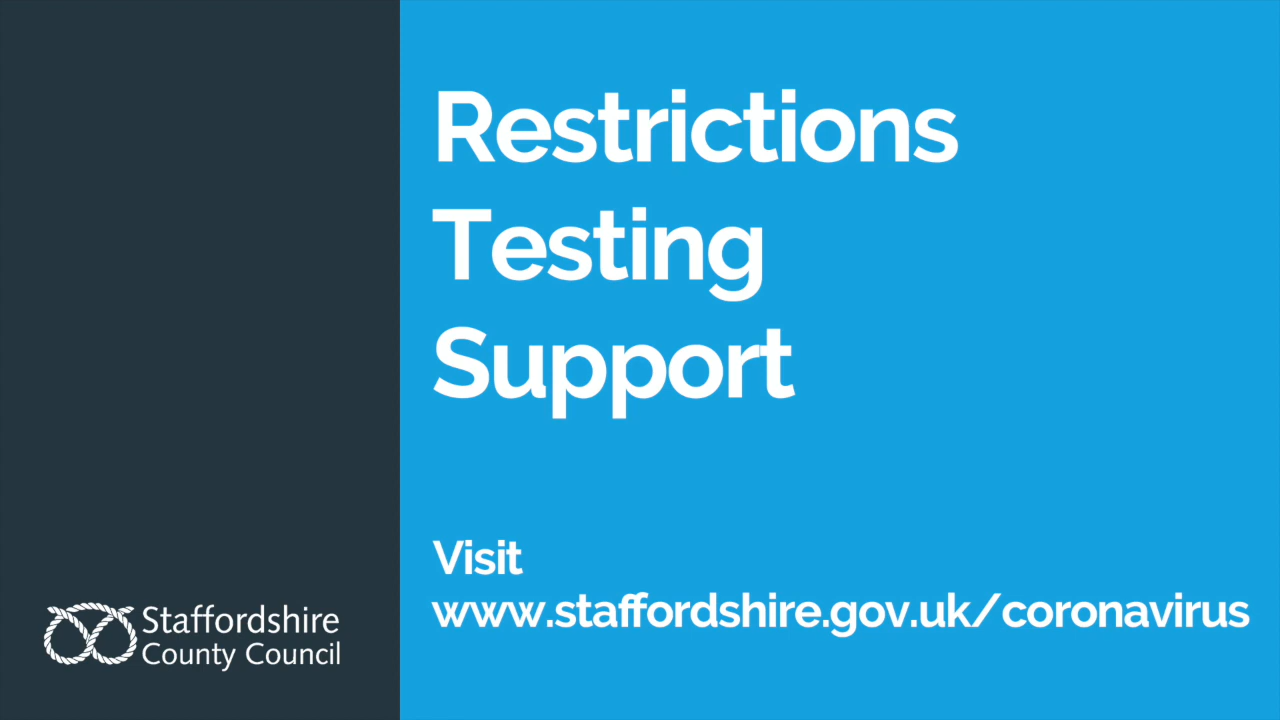 Restrictions
Testing
Support
Visit
www.staffordshire.gov.uk/coronavirus
Staffordshire
County Council